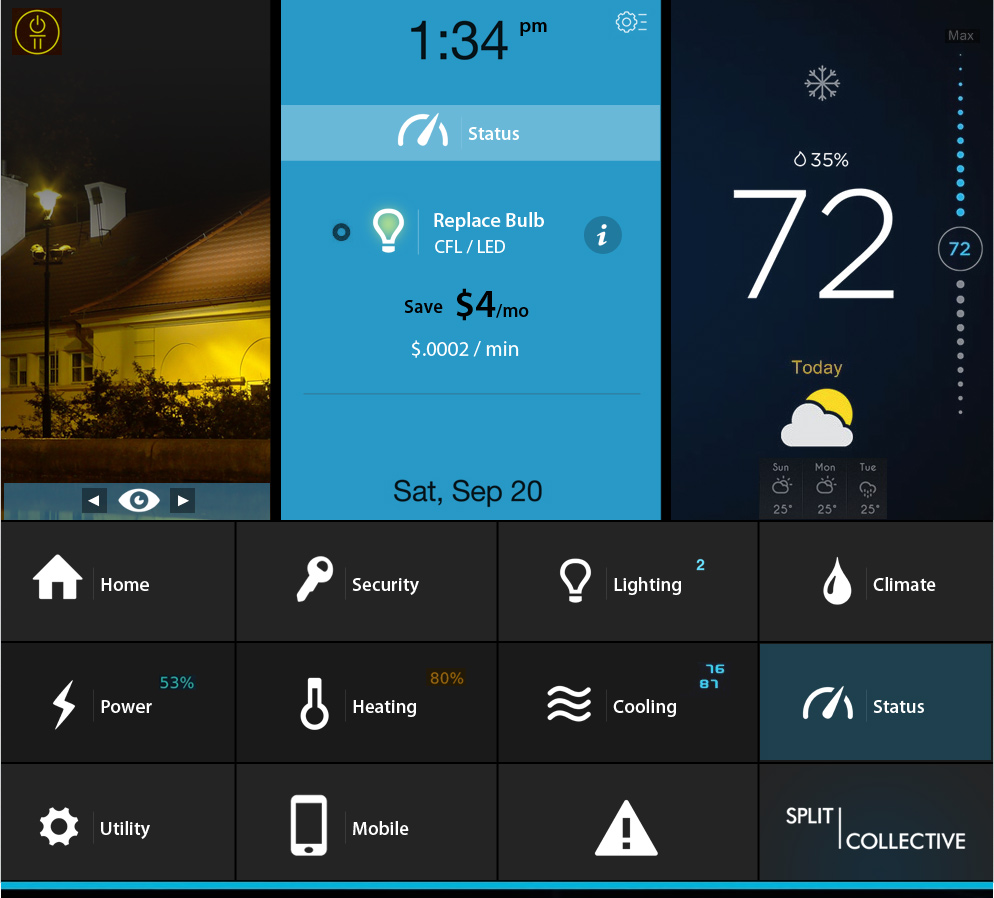 1:34 pm
Status
Replace Bulb
CFL / LED
i
Save $4/mo
$.0002 / min
Sat, Sep 20
Max
35%
72
72
Today
Sun Mon Tue
25° 25° 25°
Home
Security
Lighting 2
Climate
Power 53%
Heating 80%
Cooling 76
87
Status
Utility
Mobile
!
SPLIT
COLLECTIVE